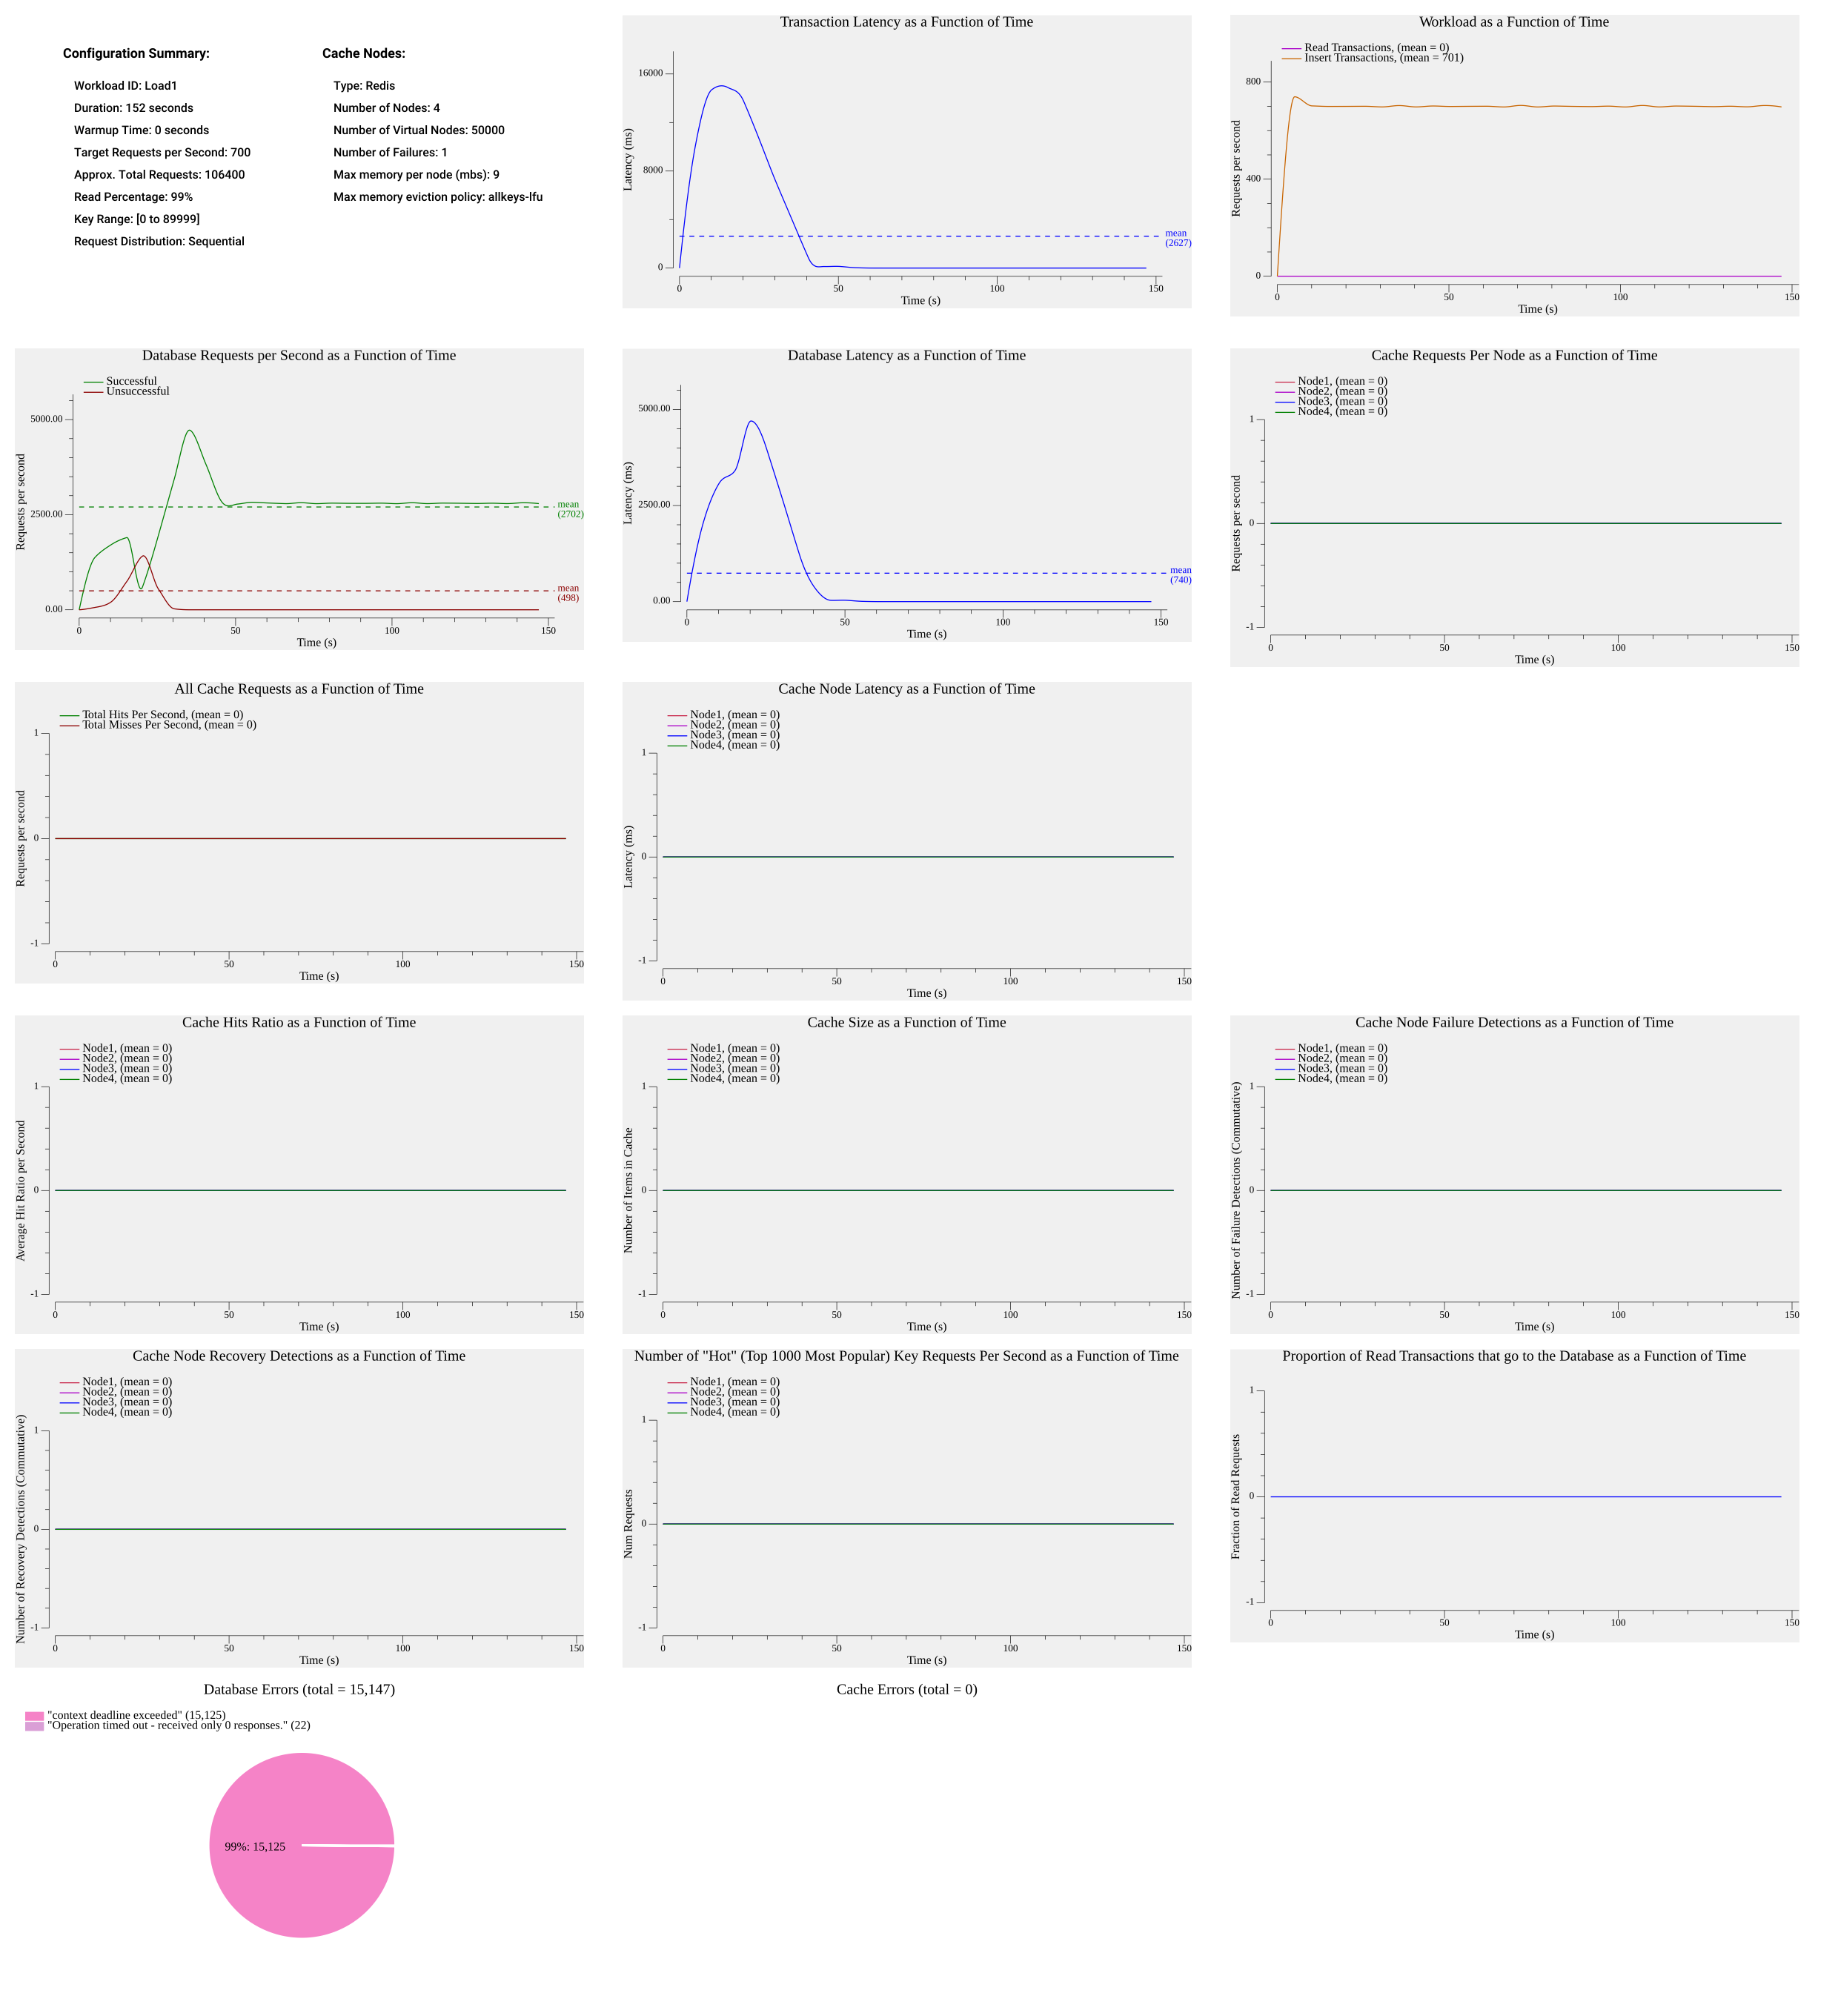 Configuration Summary:
Workload ID: Load1
Duration: 152 seconds
Warmup Time: 0 seconds
Target Requests per Second: 700
Approx. Total Requests: 106400
Read Percentage: 99%
Key Range: [0 to 89999]
Request Distribution: Sequential
Cache Nodes:
Type: Redis
Number of Nodes: 4
Number of Virtual Nodes: 50000
Number of Failures: 1
Max memory per node (mbs): 9
Max memory eviction policy: allkeys-lfu
Transaction Latency as a Function of Time
Latency (ms)
16000
8000
0
mean
(2627)
0 50 100 150
Time (s)
Workload as a Function of Time
Read Transactions, (mean = 0)
Insert Transactions, (mean = 701)
Requests per second
800
400
0
0 50 100 150
Time (s)
Database Requests per Second as a Function of Time
Successful
Unsuccessful
Requests per second
5000.00
2500.00
0.00
mean
(2702)
mean
(498)
0 50 100 150
Time (s)
Database Latency as a Function of Time
Latency (ms)
5000.00
2500.00
0.00
mean
(740)
0 50 100 150
Time (s)
Cache Requests Per Node as a Function of Time
Node1, (mean = 0)
Node2, (mean = 0)
Node3, (mean = 0)
Node4, (mean = 0)
Requests per second
1
0
-1
0 50 100 150
Time (s)
All Cache Requests as a Function of Time
Total Hits Per Second, (mean = 0)
Total Misses Per Second, (mean = 0)
Requests per second
1
0
-1
0 50 100 150
Time (s)
Cache Node Latency as a Function of Time
Node1, (mean = 0)
Node2, (mean = 0)
Node3, (mean = 0)
Node4, (mean = 0)
Latency (ms)
1
0
-1
0 50 100 150
Time (s)
Cache Hits Ratio as a Function of Time
Node1, (mean = 0)
Node2, (mean = 0)
Node3, (mean = 0)
Node4, (mean = 0)
Average Hit Ratio per Second
1
0
-1
0 50 100 150
Time (s)
Cache Size as a Function of Time
Node1, (mean = 0)
Node2, (mean = 0)
Node3, (mean = 0)
Node4, (mean = 0)
Number of Items in Cache
1
0
-1
0 50 100 150
Time (s)
Cache Node Failure Detections as a Function of Time
Node1, (mean = 0)
Node2, (mean = 0)
Node3, (mean = 0)
Node4, (mean = 0)
Number of Failure Detections (Commutative)
1
0
-1
0 50 100 150
Time (s)
Cache Node Recovery Detections as a Function of Time
Node1, (mean = 0)
Node2, (mean = 0)
Node3, (mean = 0)
Node4, (mean = 0)
Number of Recovery Detections (Commutative)
1
0
-1
0 50 100 150
Time (s)
Number of "Hot" (Top 1000 Most Popular) Key Requests Per Second as a Function of Time
Node1, (mean = 0)
Node2, (mean = 0)
Node3, (mean = 0)
Node4, (mean = 0)
Num Requests
1
0
-1
0 50 100 150
Time (s)
Proportion of Read Transactions that go to the Database as a Function of Time
Fraction of Read Requests
1
0
-1
0 50 100 150
Time (s)
Database Errors (total = 15,147)
"context deadline exceeded" (15,125)
"Operation timed out - received only 0 responses." (22)
99%: 15,125
Cache Errors (total = 0)